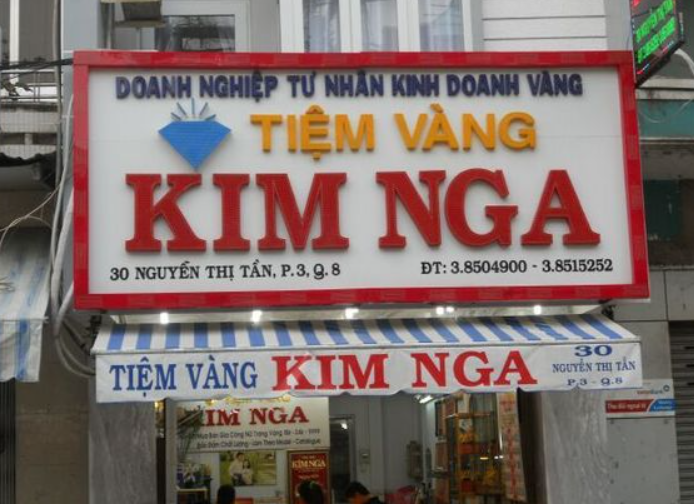 DOANH NGHIỆP TƯ NHÂN KINH DOANH VÀNG
TIỆM VÀNG
KIM NGA
30 NGUYỄN THỊ TẦN, P.3, Q.8
ĐT: 3.8504900 - 3.8515252
TIỆM VÀNG KIM NGA
30
NGUYỄN THỊ TẦN
P3 - Q.8
KIM NGA
KIM NGA